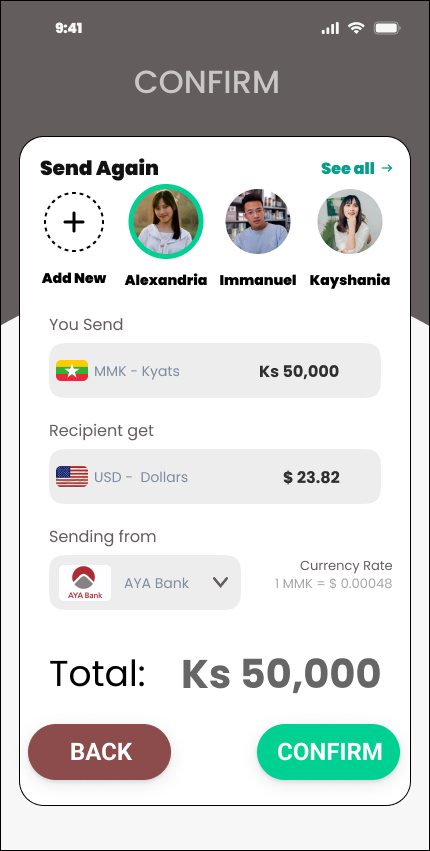 9:41
CONFIRM
Send Again
See all →
Add New
Alexandria
Immanuel
Kayshania
You Send
MMK - Kyats
Ks 50,000
Recipient get
USD - Dollars
$ 23.82
Sending from
AYA Bank
AYA Bank
Currency Rate
1 MMK = $ 0.00048
Total:
Ks 50,000
BACK
CONFIRM